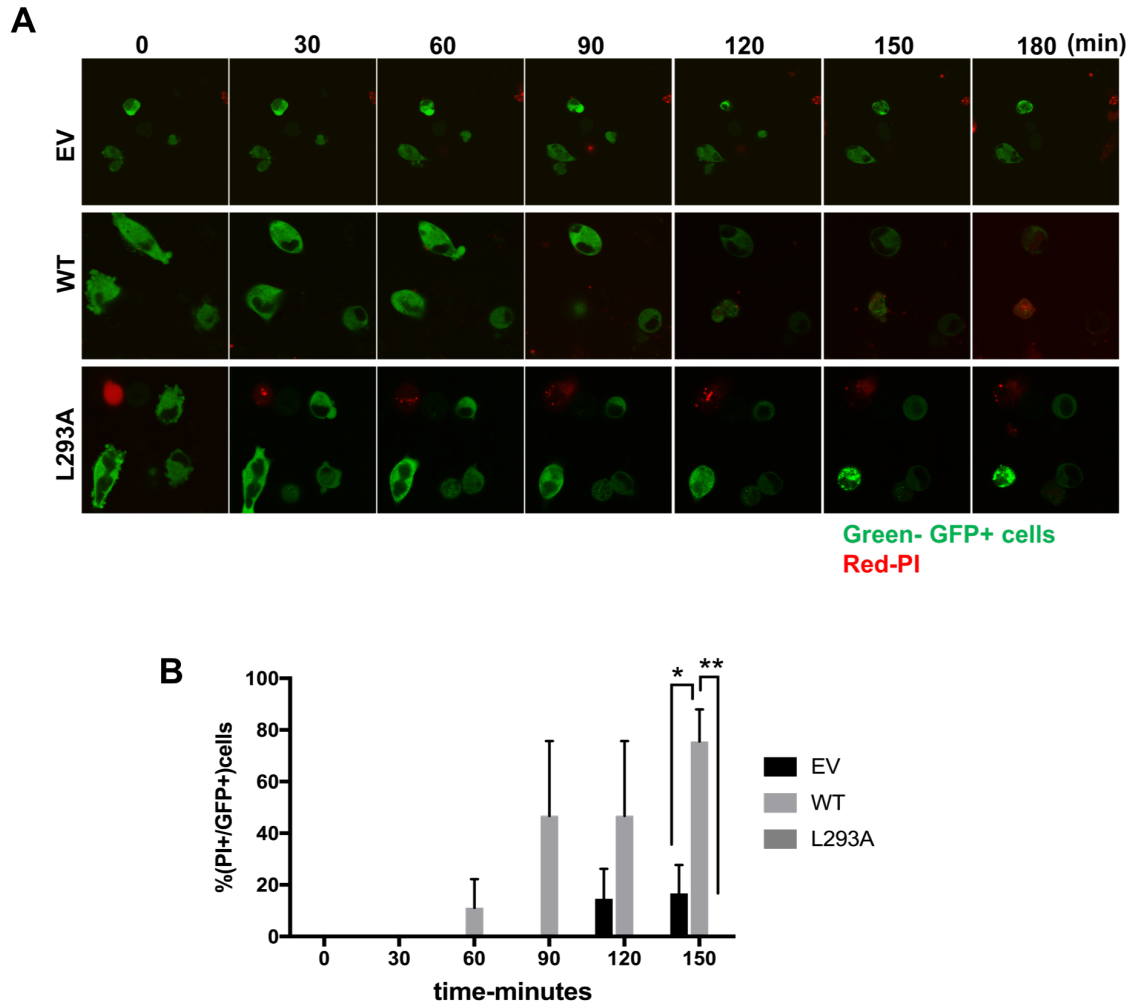 A
0 30 60 90 120 150 180 (min)
EV
WT
L293A
Green- GFP+ cells
Red-PI
B
* **
%(PI+/GFP+)cells
100
80
60
40
20
0
0 30 60 90 120 150
time-minutes
EV
WT
L293A